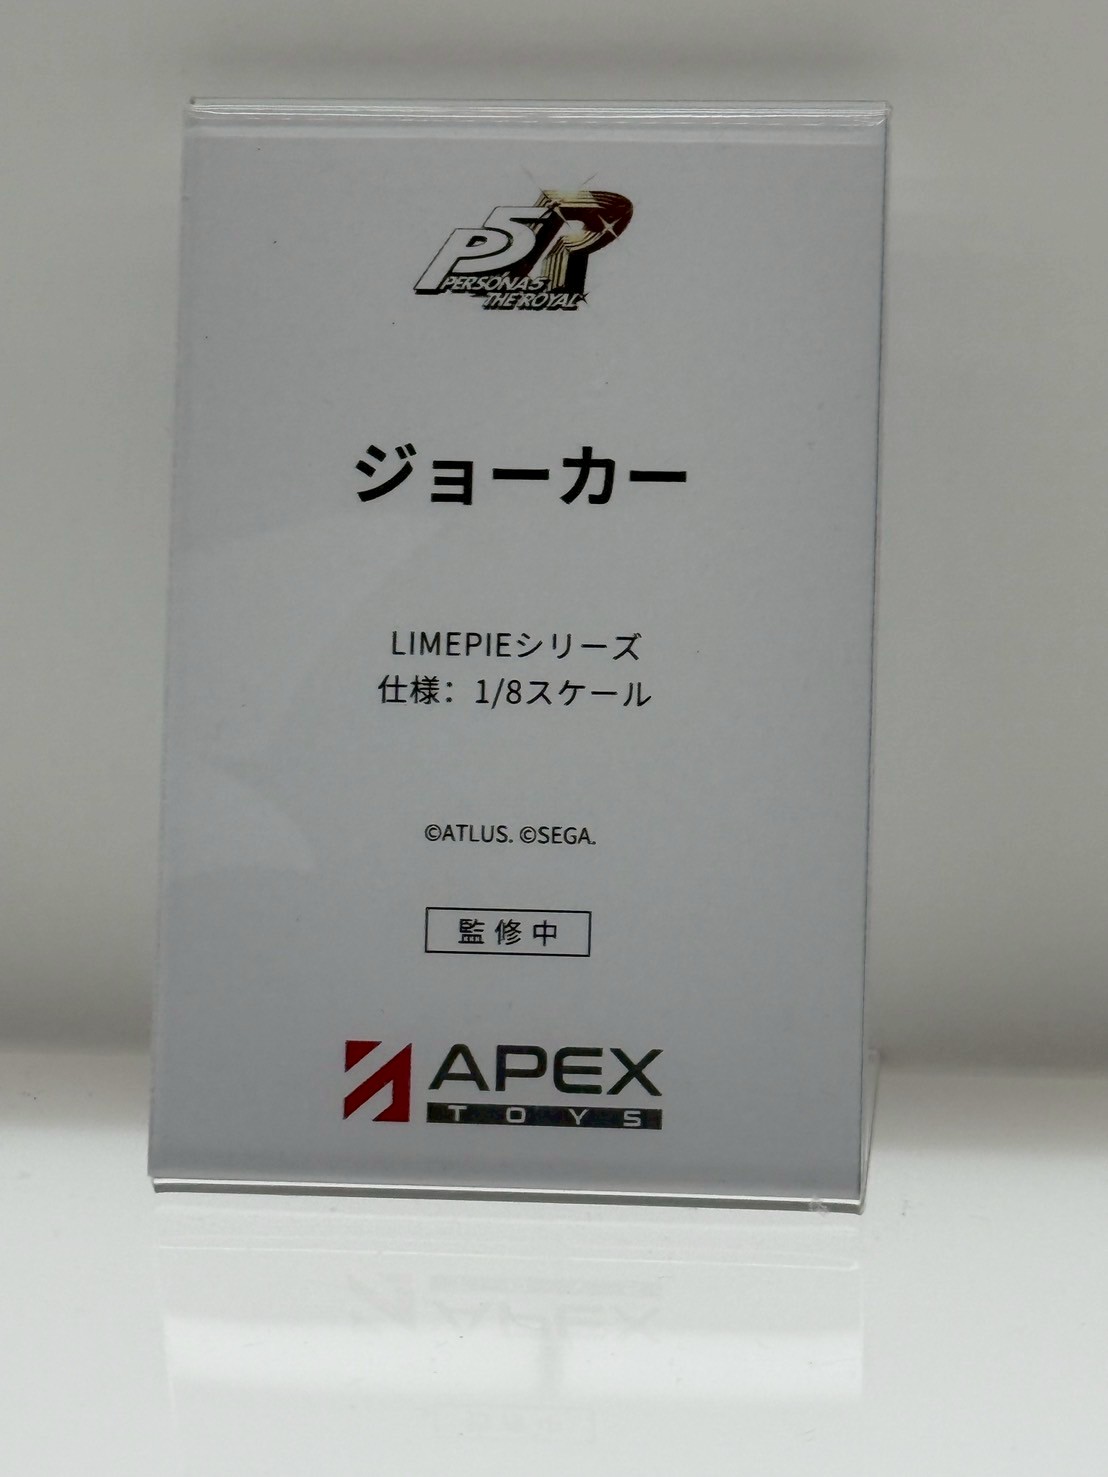 P5R
PERSONA5
THE ROYAL
ジョーカー
LIMEPIEシリーズ
仕様：1/8スケール
©ATLUS. ©SEGA.
監修中
APEX
TOYS